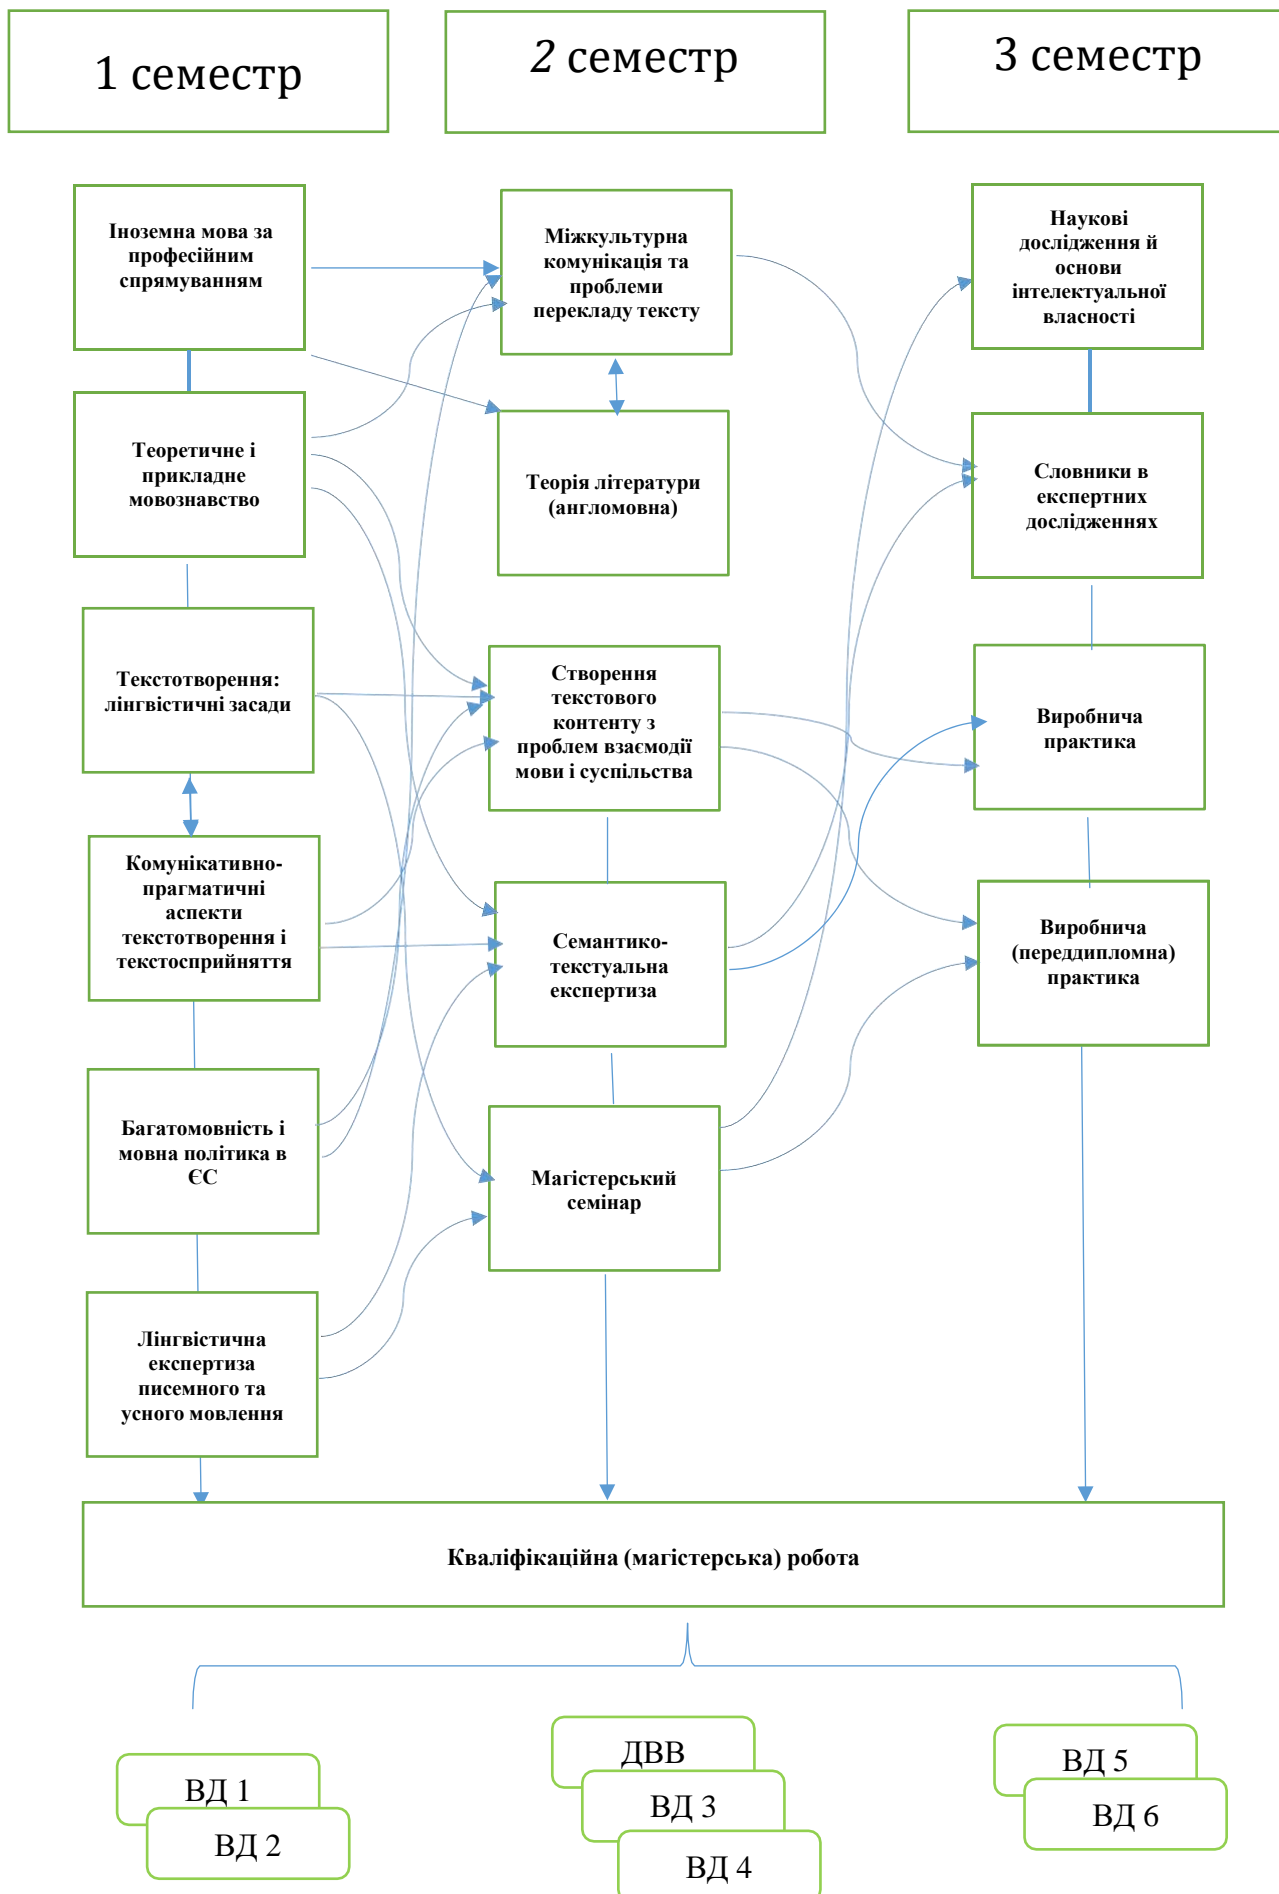 1 семестр
2 семестр
3 семестр
Іноземна мова за
професійним
спрямуванням
Міжкультурна
комунікація та
проблеми
перекладу тексту
Наукові
дослідження й
основи
інтелектуальної
власності
Теоретичне і
прикладне
мовознавство
Теорія літератури
(англомовна)
Словники в
експертних
дослідженнях
Текстотворення:
лінгвістичні засади
Створення
текстового
контенту з
проблем взаємодії
мови і суспільства
Виробнича
практика
Комунікативно-
прагматичні
аспекти
текстотворення і
текстосприйняття
Семантико-
текстуальна
експертиза
Виробнича
(переддипломна)
практика
Багатомовність і
мовна політика в
ЄС
Магістерський
семінар
Лінгвістична
експертиза
писемного та
усного мовлення
Кваліфікаційна (магістерська) робота
ВД 1
ВД 2
ДВВ
ВД 3
ВД 4
ВД 5
ВД 6